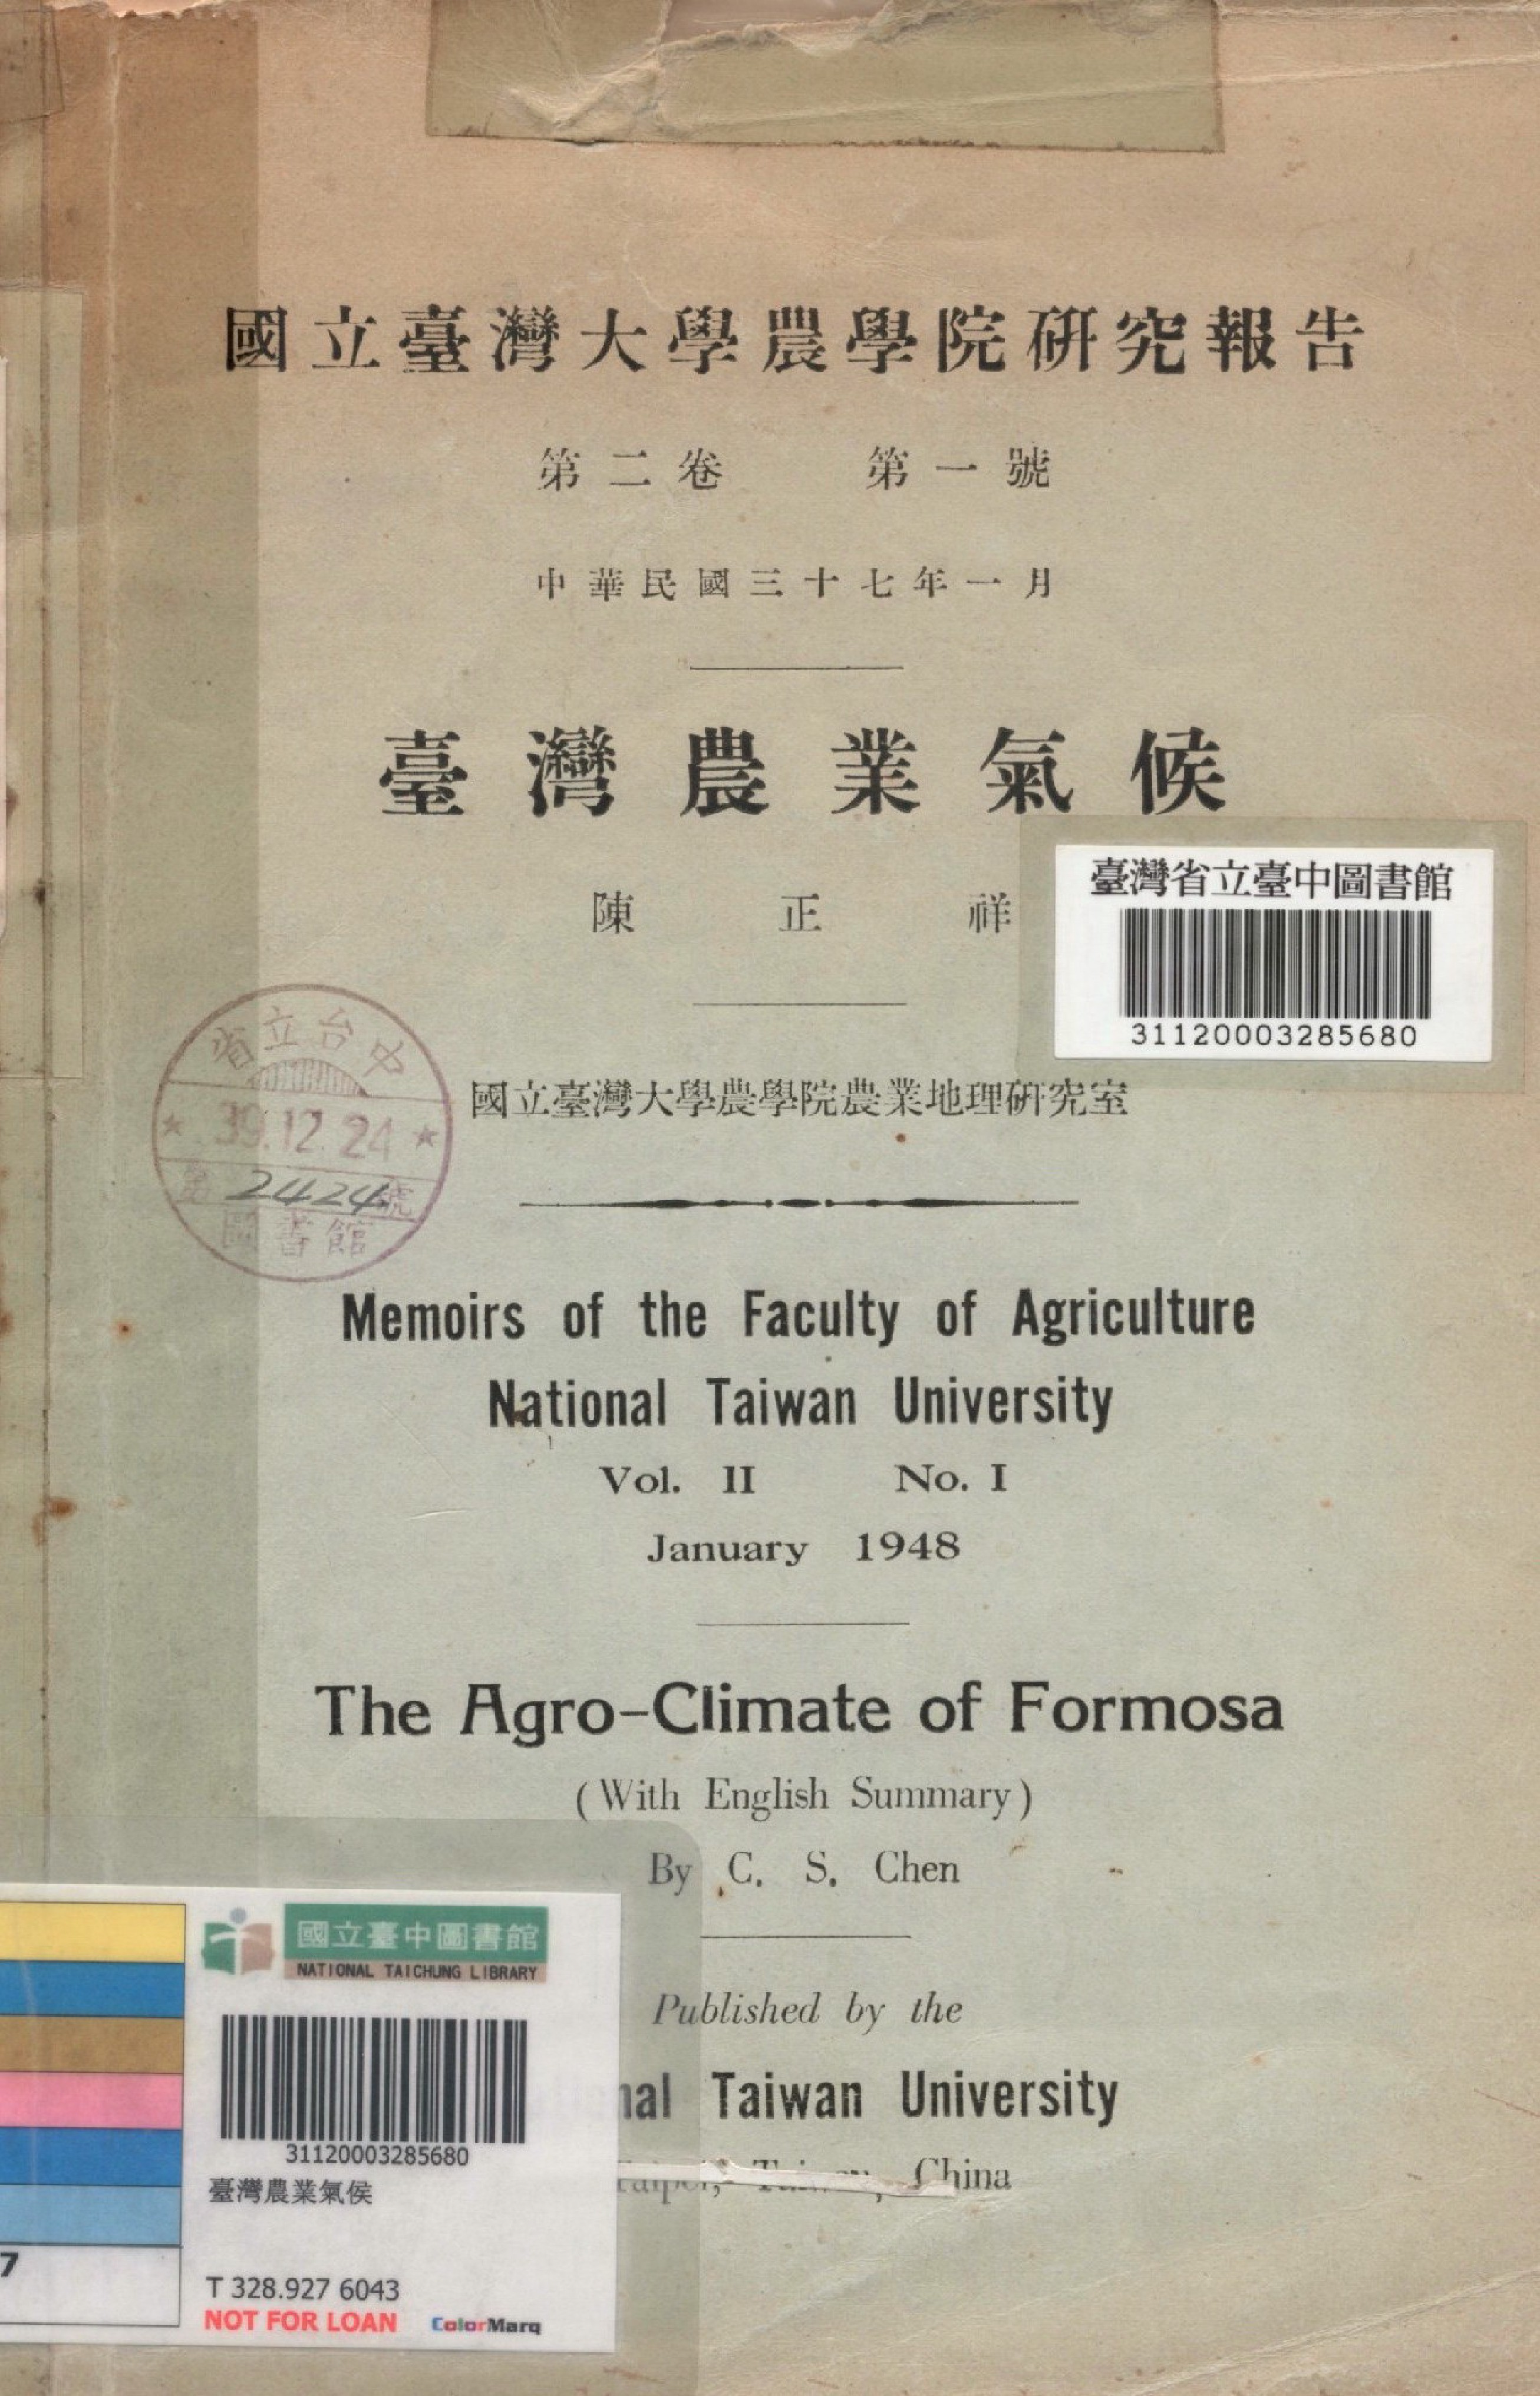 國立臺灣大學農學院研究報告
第二卷 第一號
中華民國三十七年一月
臺灣農業氣候
陳正祥
臺灣省立臺中圖書館
31120003285680
國立臺灣大學農學院農業地理研究室
省立台中
39.12.24
第2424號
圖書館
Memoirs of the Faculty of Agriculture
National Taiwan University
Vol. II No. I
January 1948
The Agro-Climate of Formosa
(With English Summary)
By C. S. Chen
Published by the
nal Taiwan University
China
國立臺中圖書館
NATIONAL TAICHUNG LIBRARY
31120003285680
臺灣農業氣侯
7
T 328.927 6043
NOT FOR LOAN ColorMarq